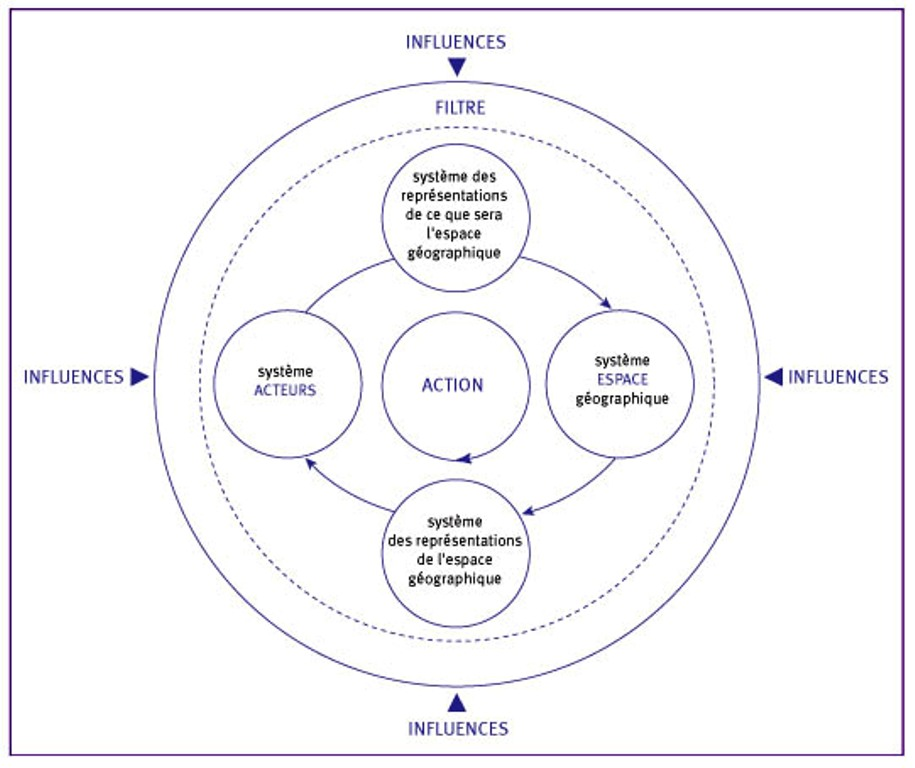 INFLUENCES
FILTRE
système des
représentations
de ce que sera
l'espace
géographique
INFLUENCES
système
ACTEURS
ACTION
système
ESPACE
géographique
INFLUENCES
système
des représentations
de l'espace
géographique
INFLUENCES